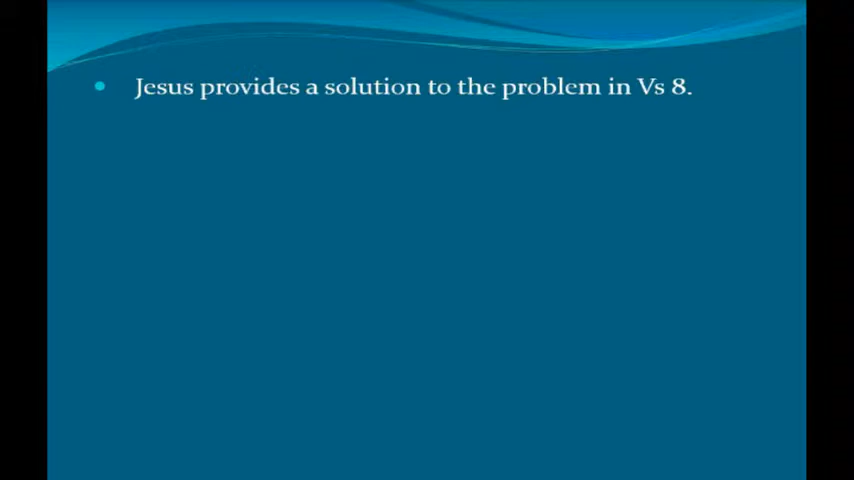 Jesus provides a solution to the problem in Vs 8.